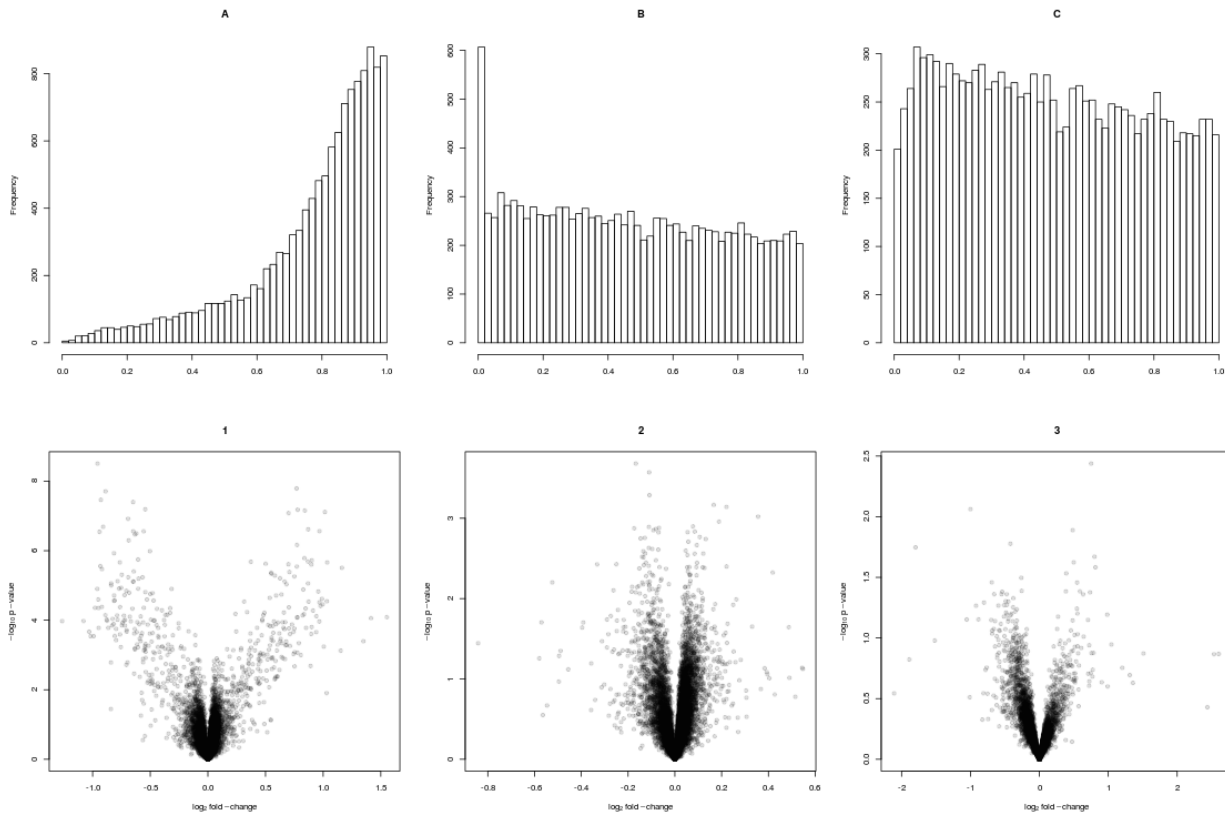 A
Frequency
0 200 400 600 800
0.0 0.2 0.4 0.6 0.8 1.0
B
Frequency
0 100 200 300 400 500 600
0.0 0.2 0.4 0.6 0.8 1.0
C
Frequency
0 50 100 150 200 250 300
0.0 0.2 0.4 0.6 0.8 1.0
1
−log₁₀ p−value
0 2 4 6 8
-1.0 -0.5 0.0 0.5 1.0 1.5
log₂ fold−change
2
−log₁₀ p−value
0 1 2 3
-0.8 -0.6 -0.4 -0.2 0.0 0.2 0.4 0.6
log₂ fold−change
3
−log₁₀ p−value
0.0 0.5 1.0 1.5 2.0 2.5
-2 -1 0 1 2
log₂ fold−change